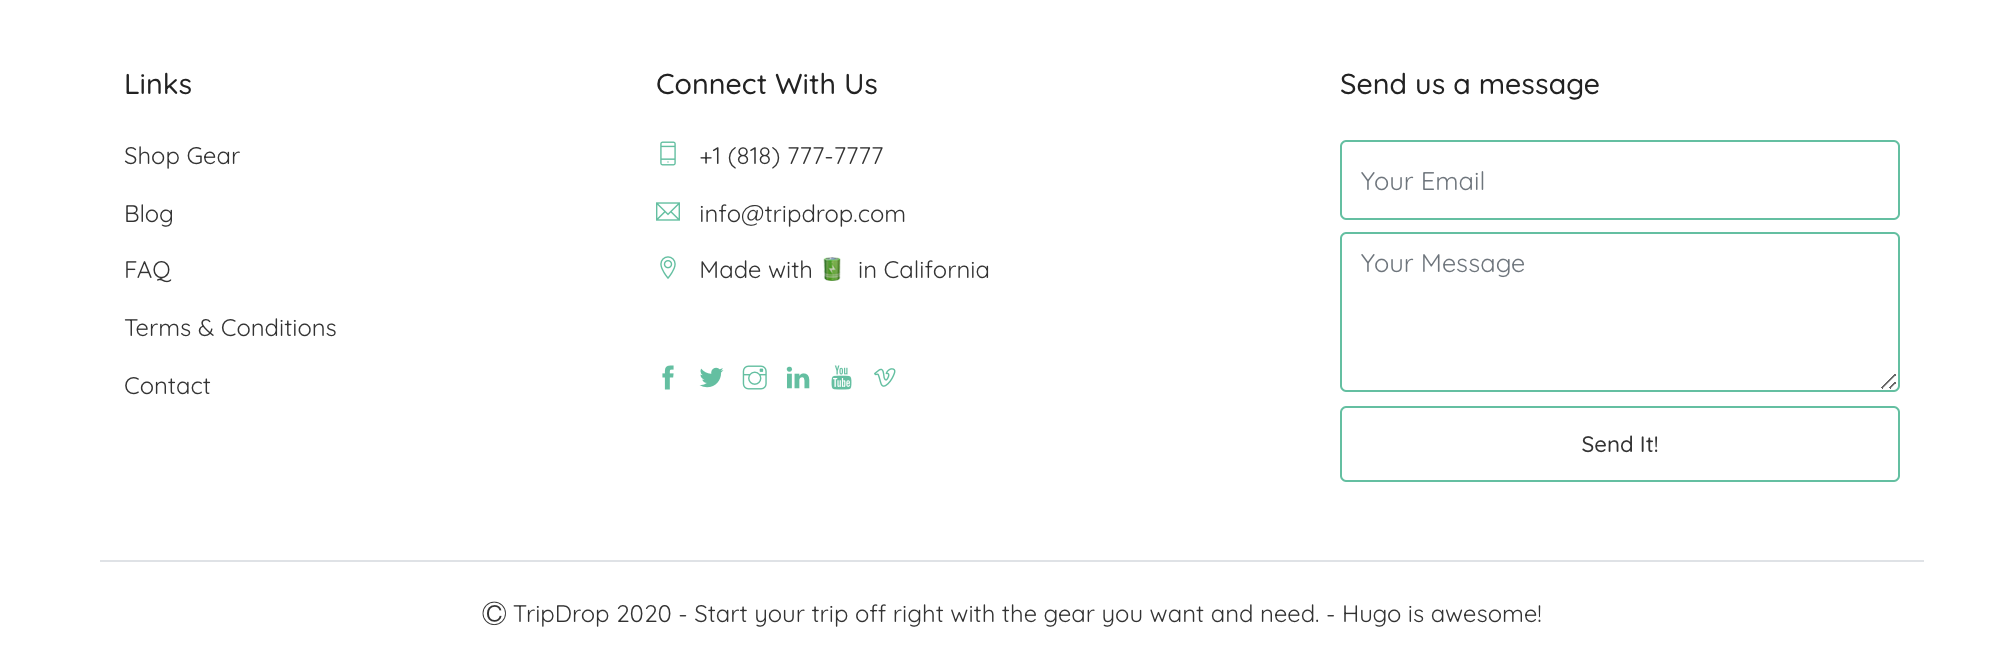 Links
Shop Gear
Blog
FAQ
Terms & Conditions
Contact
Connect With Us
+1 (818) 777-7777
info@tripdrop.com
Made with 🔋 in California
You
Tube
Send us a message
Your Email
Your Message
Send It!
© TripDrop 2020 - Start your trip off right with the gear you want and need. - Hugo is awesome!